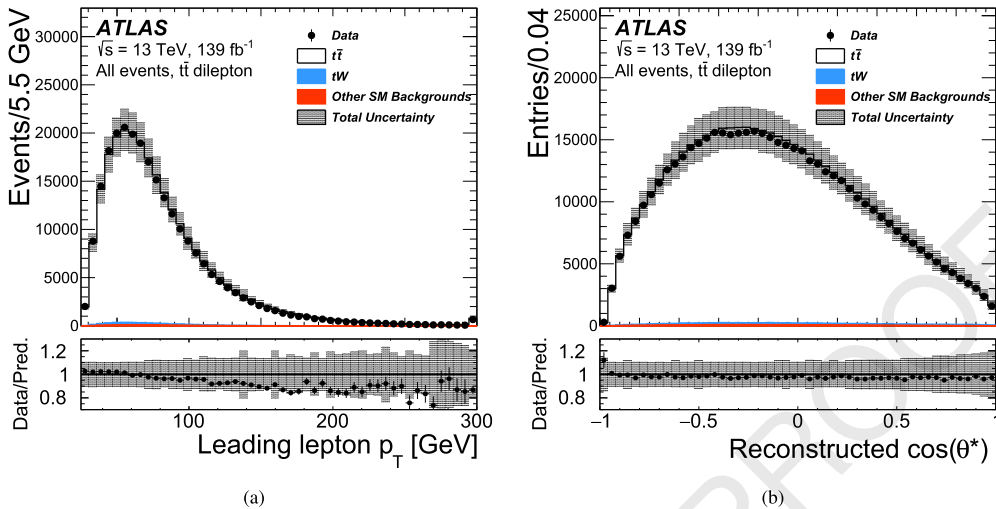 ATLAS
√s = 13 TeV, 139 fb⁻¹
All events, tt̄ dilepton
Data
tt̄
tW
Other SM Backgrounds
Total Uncertainty
Events/5.5 GeV
30000
25000
20000
15000
10000
5000
0
Data/Pred.
1.2
1
0.8
100
200
300
Leading lepton p_T [GeV]
(a)
ATLAS
√s = 13 TeV, 139 fb⁻¹
All events, tt̄ dilepton
Data
tt̄
tW
Other SM Backgrounds
Total Uncertainty
Entries/0.04
25000
20000
15000
10000
5000
0
Data/Pred.
1.2
1
0.8
−1
−0.5
0
0.5
1
Reconstructed cos(θ*)
(b)
PROOF